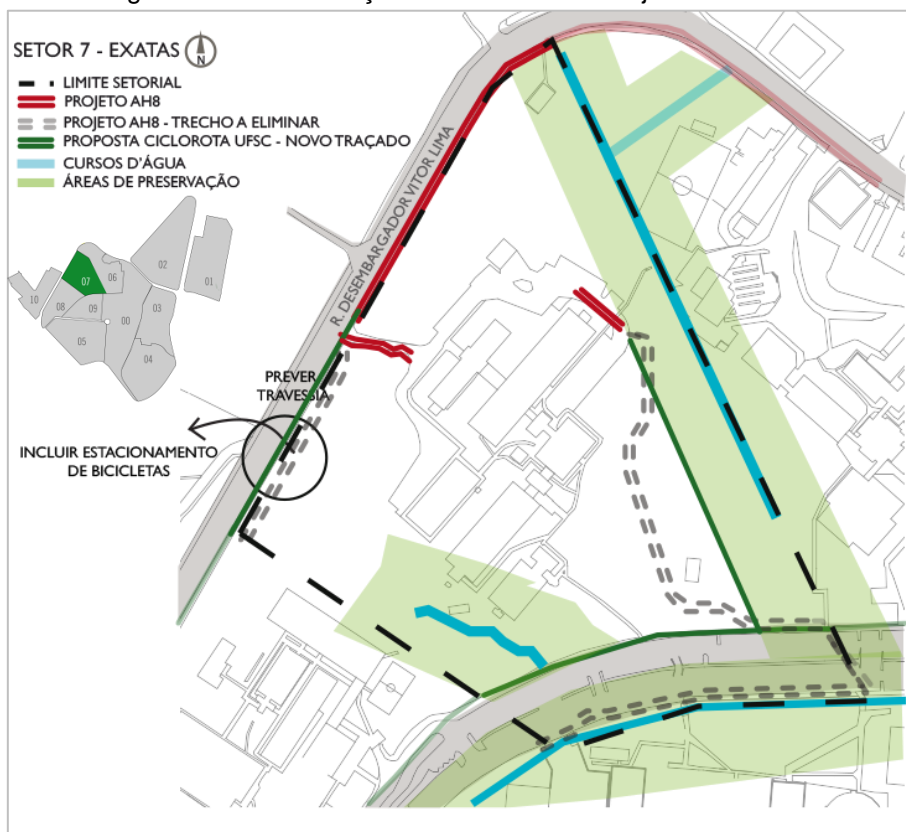 SETOR 7 - EXATAS
N
LIMITE SETORIAL
PROJETO AH8
PROJETO AH8 - TRECHO A ELIMINAR
PROPOSTA CICLOROTA UFSC - NOVO TRAÇADO
CURSOS D'ÁGUA
ÁREAS DE PRESERVAÇÃO
R. DESEMBARGADOR VITOR LIMA
07
06
02
01
10
08
09
00
03
05
04
PREVER
TRAVESSIA
INCLUIR ESTACIONAMENTO
DE BICICLETAS